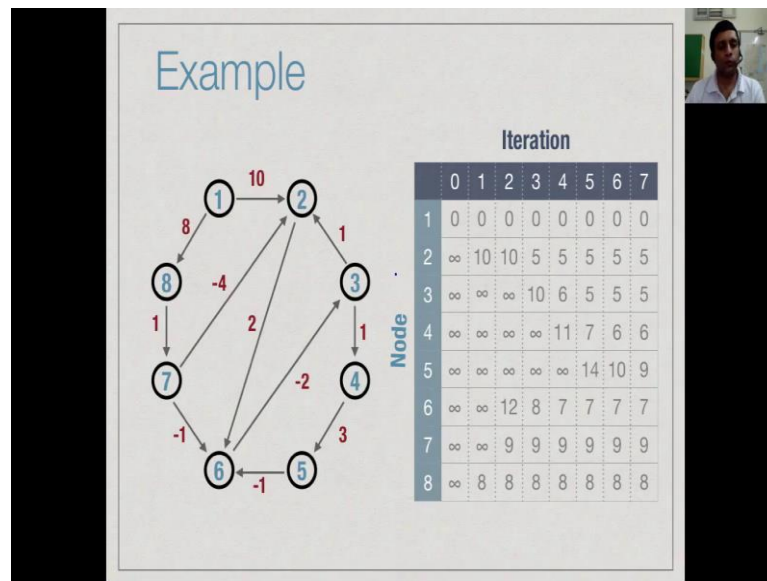 Example
Iteration
0 1 2 3 4 5 6 7
1 0 0 0 0 0 0 0 0
2 ∞ 10 10 5 5 5 5 5
3 ∞ ∞ ∞ 10 6 5 5 5
4 ∞ ∞ ∞ ∞ 11 7 6 6
5 ∞ ∞ ∞ ∞ ∞ 14 10 9
6 ∞ ∞ 12 8 7 7 7 7
7 ∞ ∞ 9 9 9 9 9 9
8 ∞ 8 8 8 8 8 8 8
Node
10
1 2
8 1
8 -4 3
1 2 1
7 -2 4
-1 3
6 5
-1